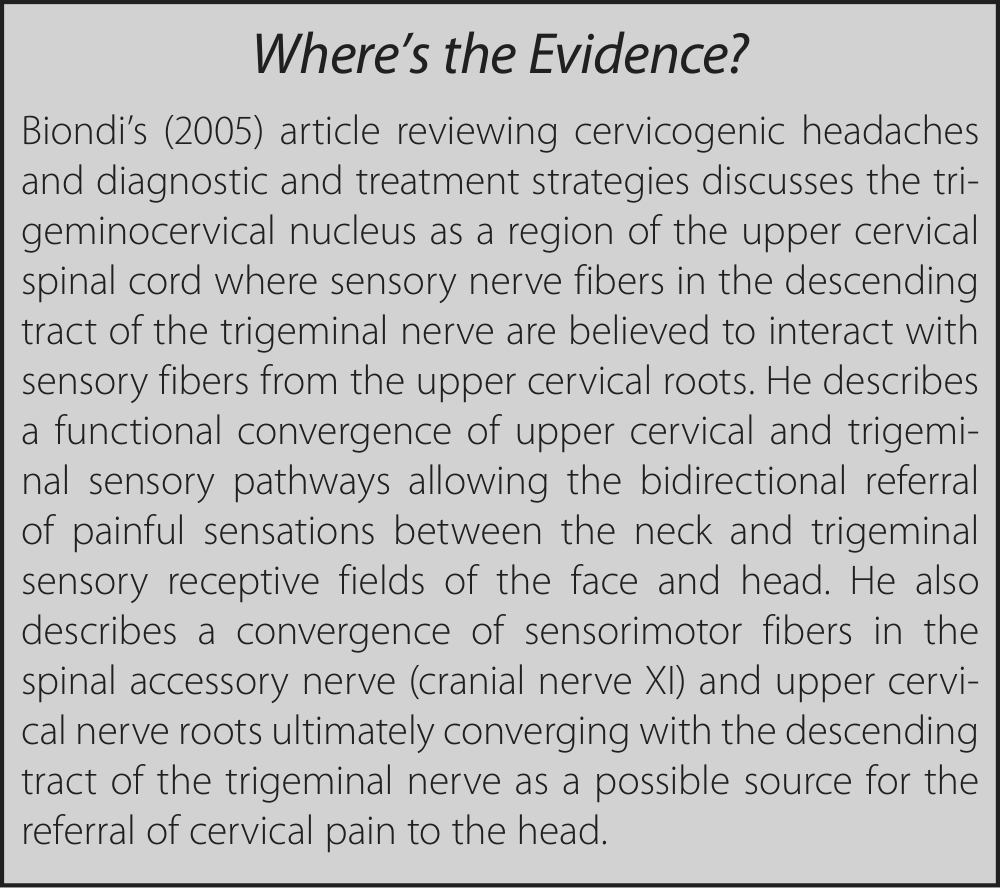 Where’s the Evidence?
Biondi’s (2005) article reviewing cervicogenic headaches
and diagnostic and treatment strategies discusses the tri-
geminocervical nucleus as a region of the upper cervical
spinal cord where sensory nerve fibers in the descending
tract of the trigeminal nerve are believed to interact with
sensory fibers from the upper cervical roots. He describes
a functional convergence of upper cervical and trigemi-
nal sensory pathways allowing the bidirectional referral
of painful sensations between the neck and trigeminal
sensory receptive fields of the face and head. He also
describes a convergence of sensorimotor fibers in the
spinal accessory nerve (cranial nerve XI) and upper cervi-
cal nerve roots ultimately converging with the descending
tract of the trigeminal nerve as a possible source for the
referral of cervical pain to the head.